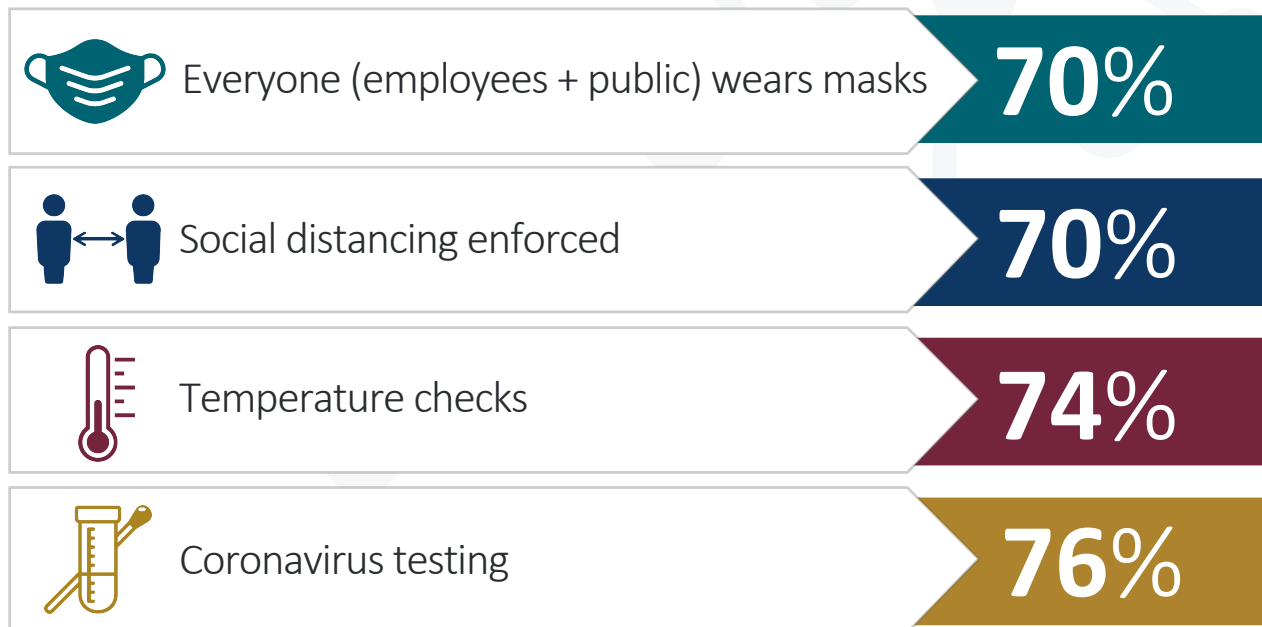 Everyone (employees + public) wears masks 70%
Social distancing enforced 70%
Temperature checks 74%
Coronavirus testing 76%